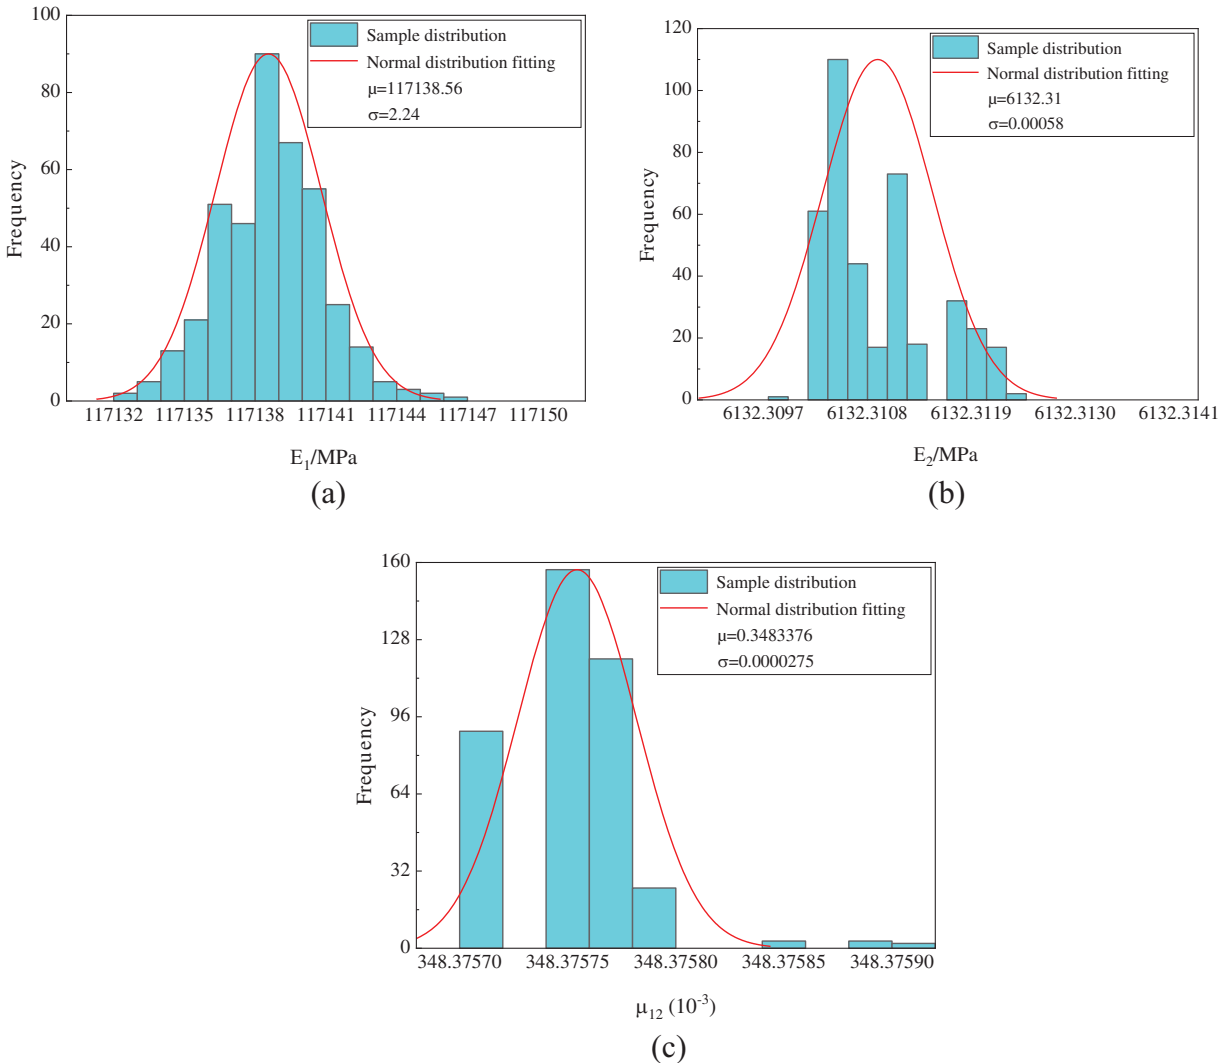 100
80
60
40
20
0
Frequency
Sample distribution
Normal distribution fitting
μ=117138.56
σ=2.24
117132 117135 117138 117141 117144 117147 117150
E1/MPa
(a)
120
100
80
60
40
20
0
Frequency
Sample distribution
Normal distribution fitting
μ=6132.31
σ=0.00058
6132.3097 6132.3108 6132.3119 6132.3130 6132.3141
E2/MPa
(b)
160
128
96
64
32
0
Frequency
Sample distribution
Normal distribution fitting
μ=0.3483376
σ=0.0000275
348.37570 348.37575 348.37580 348.37585 348.37590
μ12 (10-3)
(c)